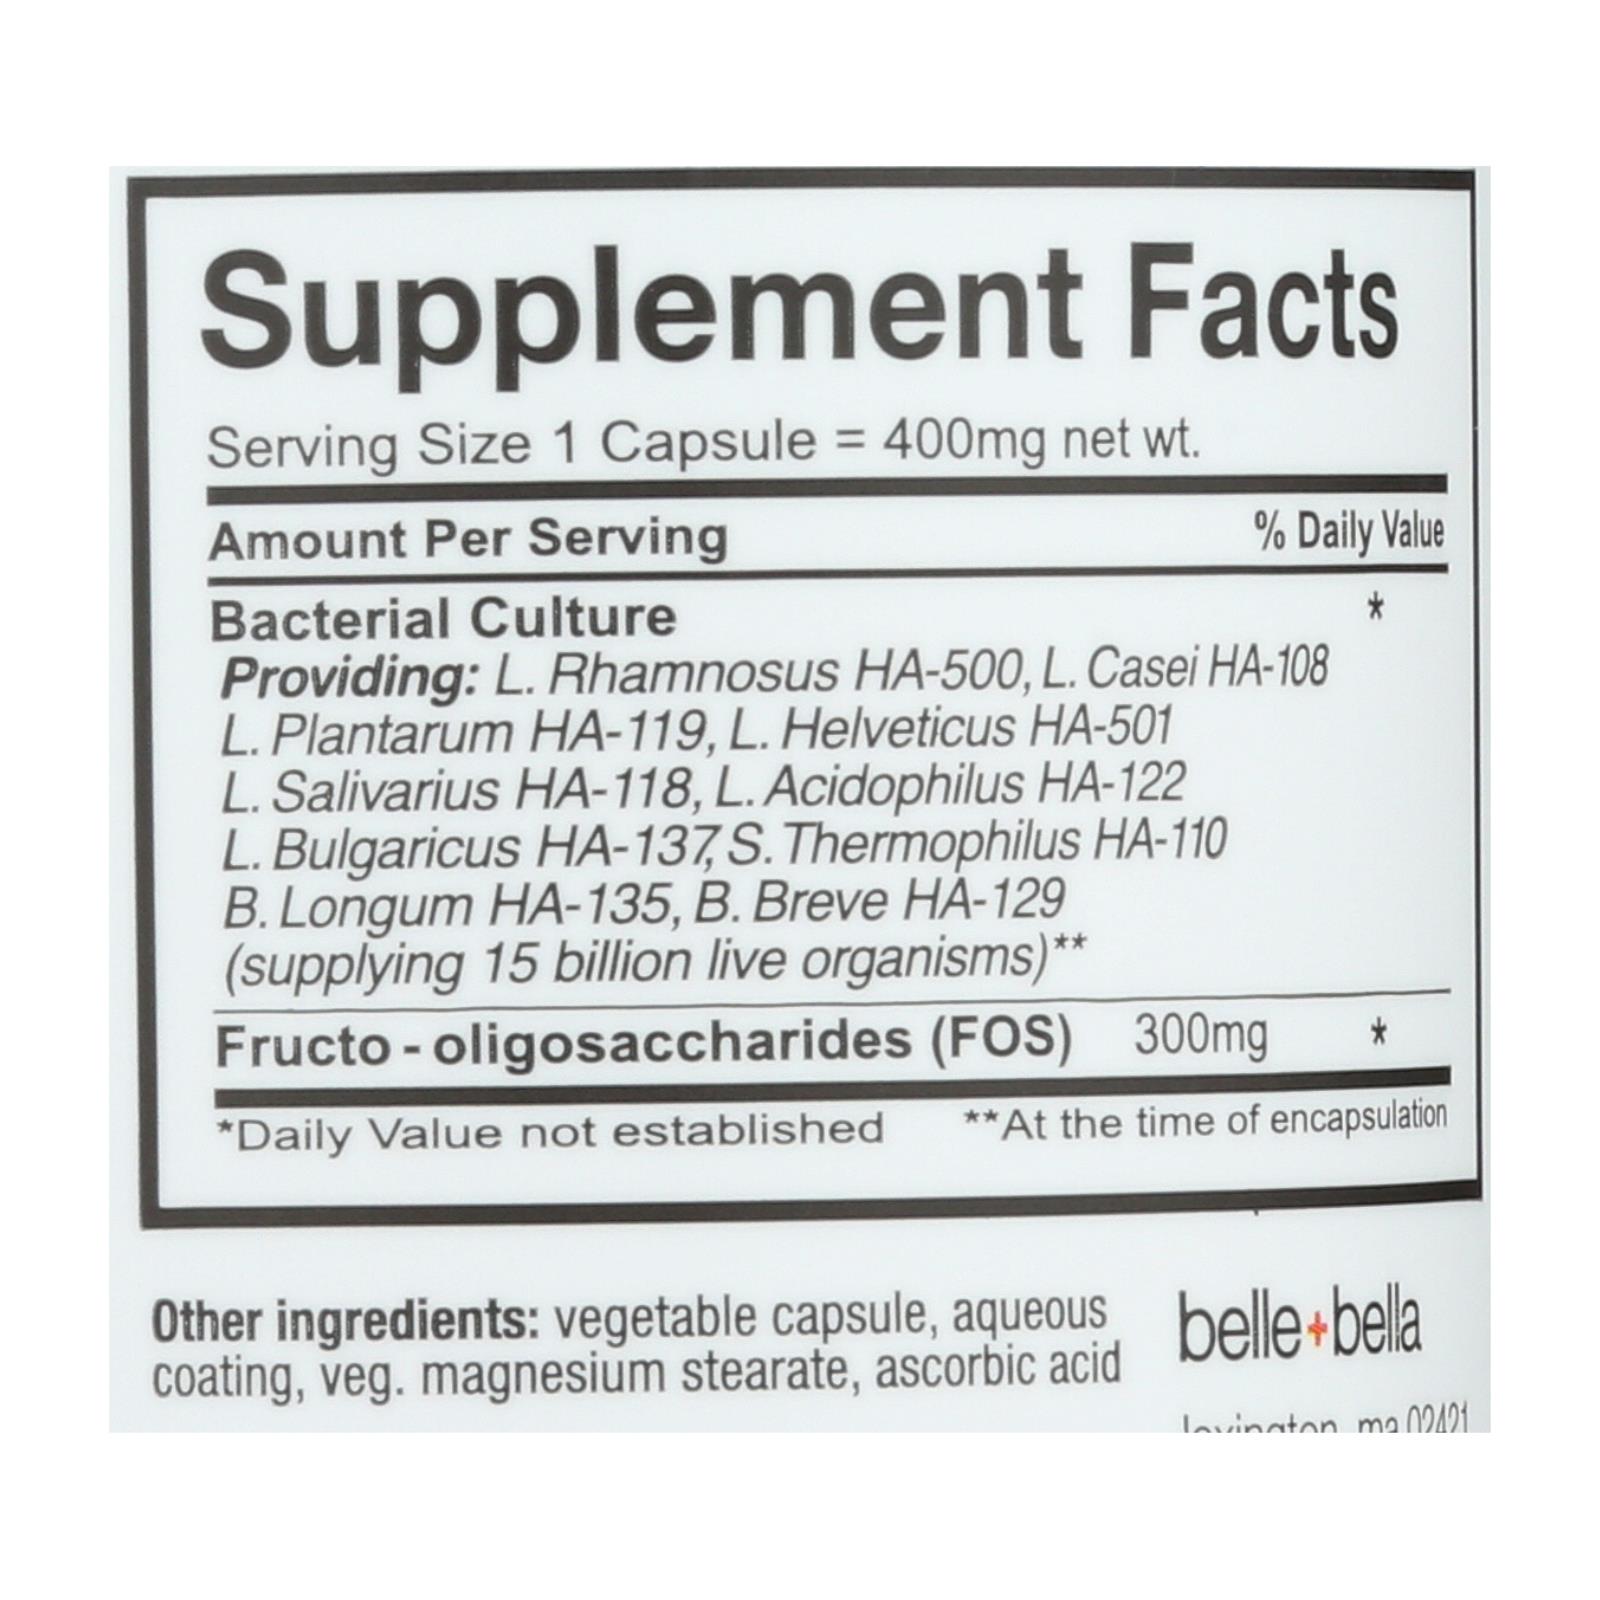 Supplement Facts
Serving Size 1 Capsule = 400mg net wt.
Amount Per Serving % Daily Value
Bacterial Culture *
Providing: L. Rhamnosus HA-500, L. Casei HA-108
L. Plantarum HA-119, L. Helveticus HA-501
L. Salivarius HA-118, L. Acidophilus HA-122
L. Bulgaricus HA-137, S. Thermophilus HA-110
B. Longum HA-135, B. Breve HA-129
(supplying 15 billion live organisms)**
Fructo - oligosaccharides (FOS) 300mg *
*Daily Value not established **At the time of encapsulation
Other ingredients: vegetable capsule, aqueous
coating, veg. magnesium stearate, ascorbic acid
belle+bella
lexington, ma 02421